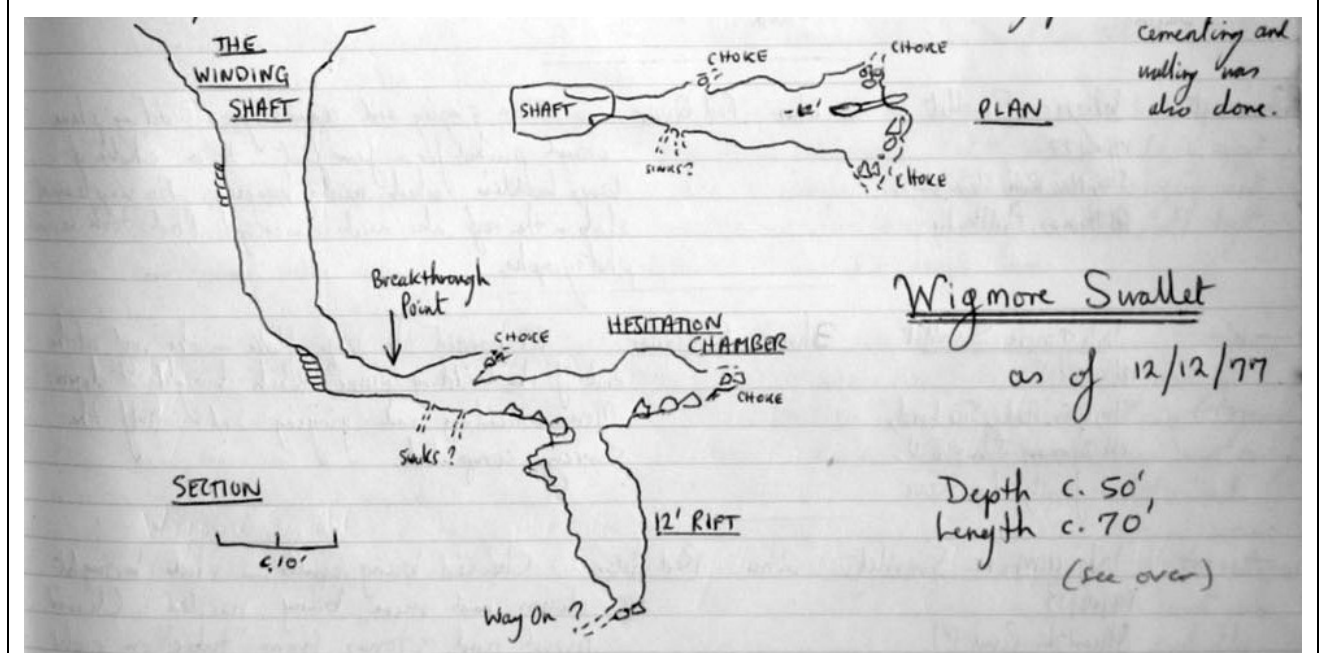 THE
WINDING
SHAFT
CHOKE
CHOKE
SHAFT
12'
PLAN
SINKS?
CHOKE
cementing and
walling was
also done.
Breakthrough
Point
CHOKE
HESITATION
CHAMBER
CHOKE
Sinks?
SECTION
c.10'
12' RIFT
Way On?
Wigmore Swallet
as of 12/12/77
Depth c. 50',
Length c. 70'
(see over)